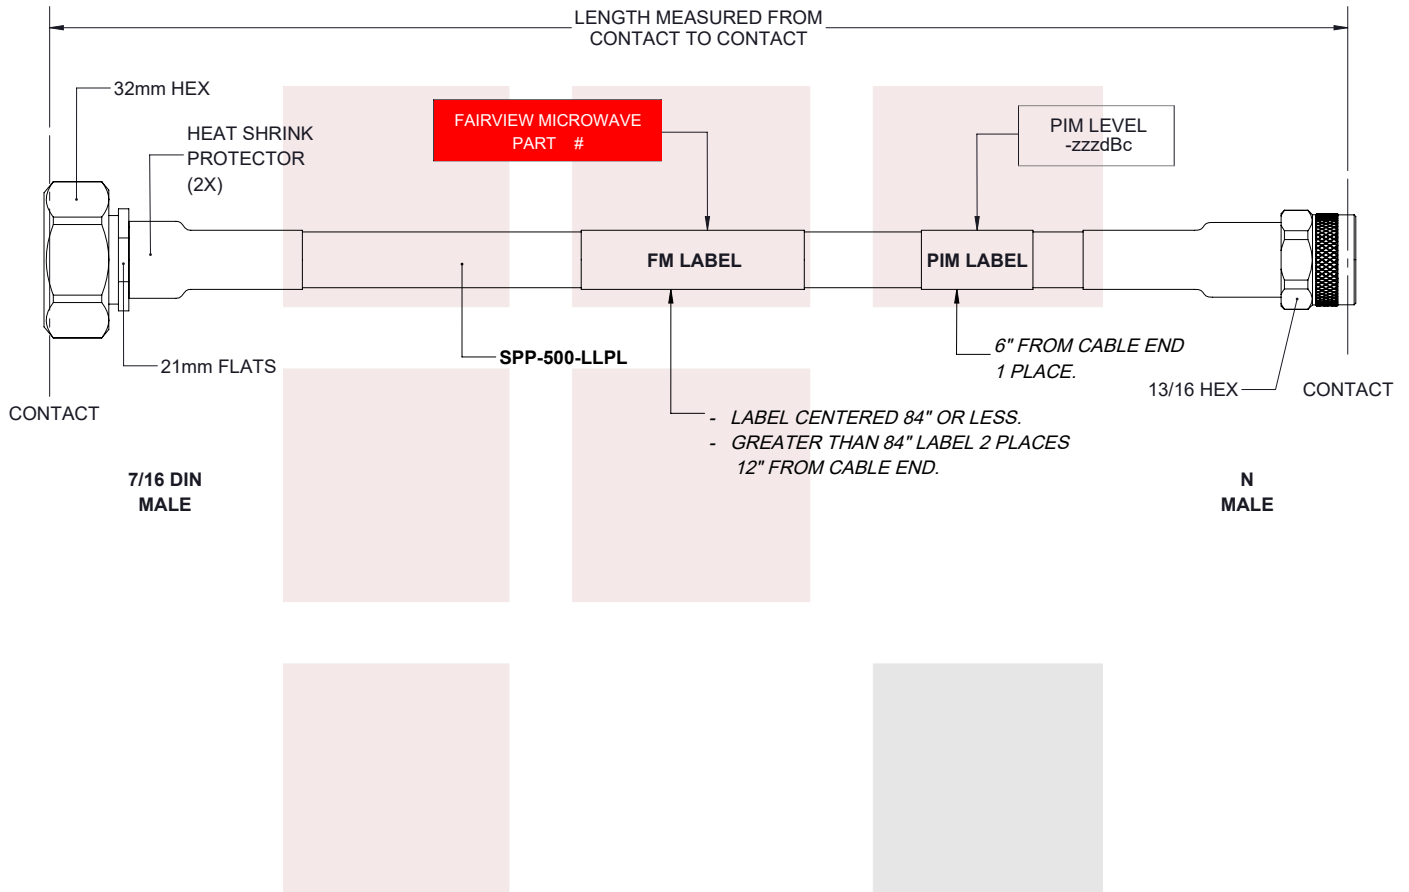 LENGTH MEASURED FROM
CONTACT TO CONTACT
32mm HEX
HEAT SHRINK
PROTECTOR
(2X)
FAIRVIEW MICROWAVE
PART #
PIM LEVEL
-zzzdBc
FM LABEL
PIM LABEL
21mm FLATS
SPP-500-LLPL
6" FROM CABLE END
1 PLACE.
13/16 HEX
CONTACT
CONTACT
- LABEL CENTERED 84" OR LESS.
- GREATER THAN 84" LABEL 2 PLACES
12" FROM CABLE END.
7/16 DIN
MALE
N
MALE